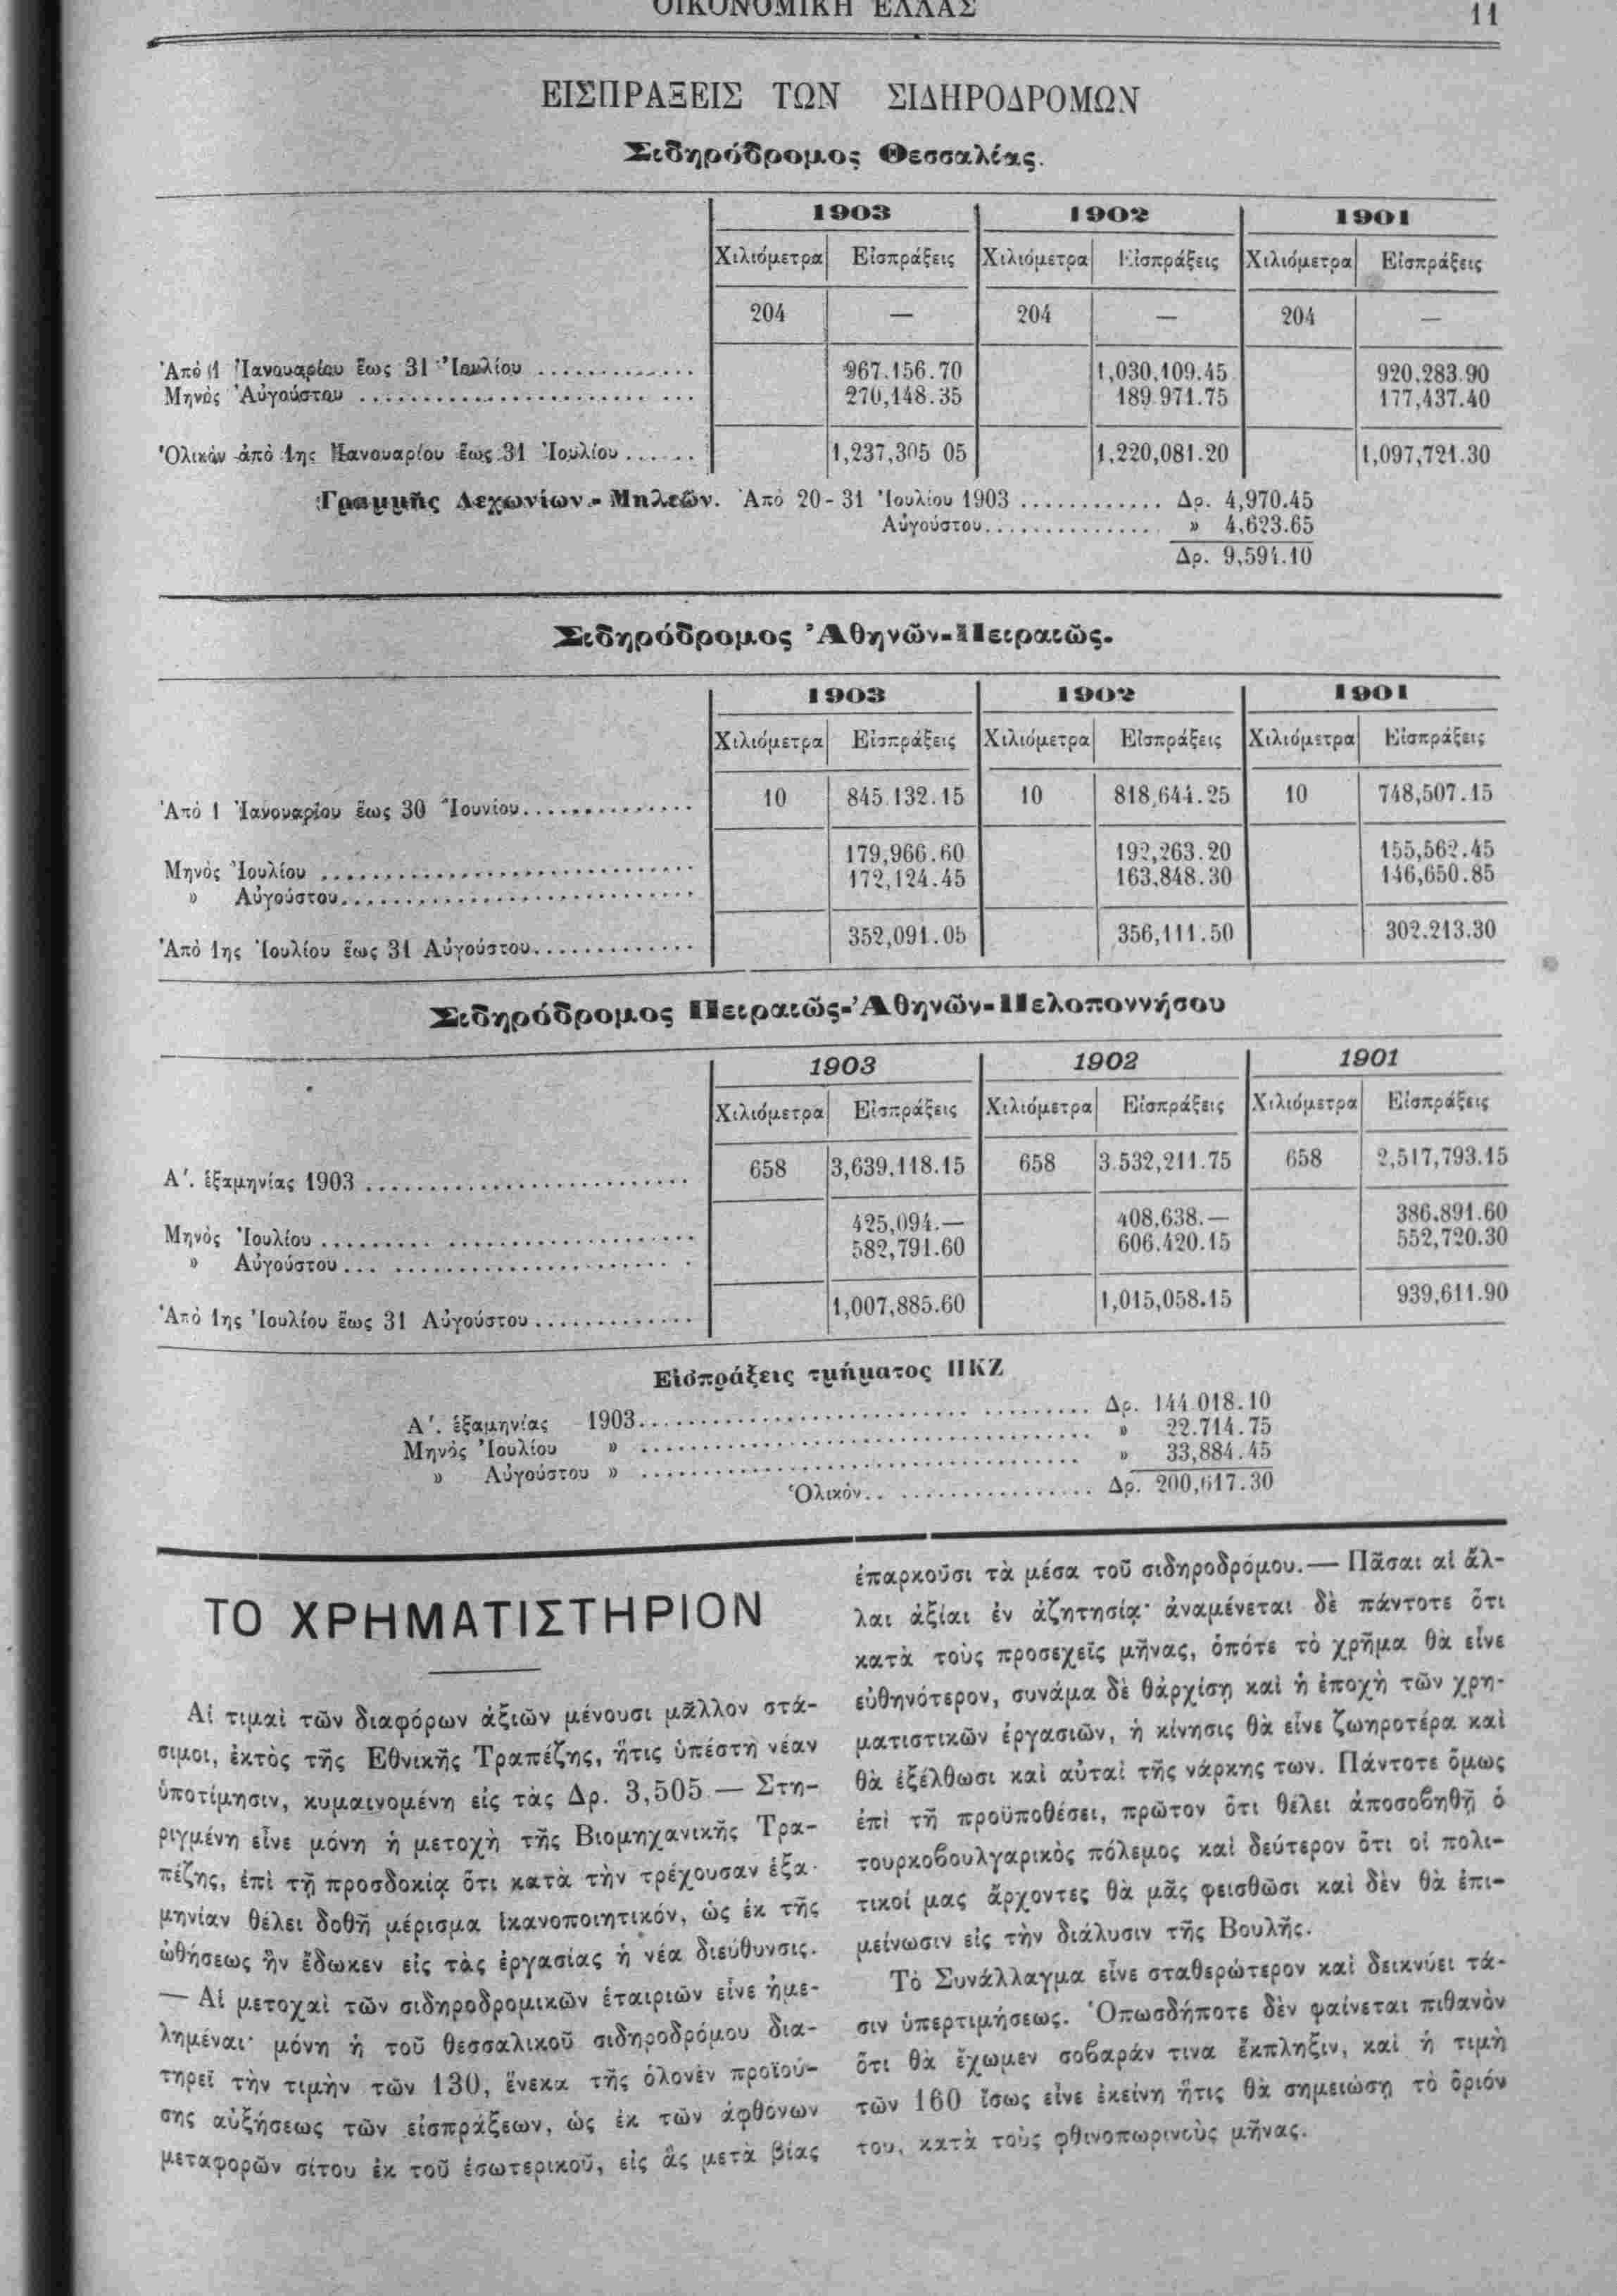 ΟΙΚΟΝΟΜΙΚΗ ΕΛΛΑΣ 11
ΕΙΣΠΡΑΞΕΙΣ ΤΩΝ ΣΙΔΗΡΟΔΡΟΜΩΝ
Σιδηρόδρομος Θεσσαλίας.
1903 1902 1901
Χιλιόμετρα Εἰσπράξεις Χιλιόμετρα Εἰσπράξεις Χιλιόμετρα Εἰσπράξεις
204 — 204 — 204 —
Ἀπὸ 1 Ἰανουαρίου ἕως 31 Ἰουλίου .............. 967.156.70 1,030,109.45 920,283.90
Μηνὸς Αὐγούστου .............................. 270,148.35 189.971.75 177,437.40
Ὁλικὸν ἀπὸ 1ης Ἰανουαρίου ἕως 31 Ἰουλίου ...... 1,237,305 05 1,220,081.20 1,097,721.30
Γραμμῆς Λεχωνίων - Μηλεῶν. Ἀπὸ 20-31 Ἰουλίου 1903 ............ Δρ. 4,970.45
Αὐγούστου............... » 4,623.65
Δρ. 9,594.10
Σιδηρόδρομος Ἀθηνῶν-Πειραιῶς.
1903 1902 1901
Χιλιόμετρα Εἰσπράξεις Χιλιόμετρα Εἰσπράξεις Χιλιόμετρα Εἰσπράξεις
Ἀπὸ 1 Ἰανουαρίου ἕως 30 Ἰουνίου.............. 10 845.132.15 10 818,644.25 10 748,507.15
Μηνὸς Ἰουλίου .............................. 179,966.60 192,263.20 155,562.45
» Αὐγούστου............................ 172,124.45 163,848.30 146,650.85
Ἀπὸ 1ης Ἰουλίου ἕως 31 Αὐγούστου............. 352,091.05 356,111.50 302.213.30
Σιδηρόδρομος Πειραιῶς-Ἀθηνῶν-Πελοποννήσου
1903 1902 1901
Χιλιόμετρα Εἰσπράξεις Χιλιόμετρα Εἰσπράξεις Χιλιόμετρα Εἰσπράξεις
Α΄. ἑξαμηνίας 1903 .......................... 658 3,639,118.15 658 3.532,211.75 658 2,517,793.15
Μηνὸς Ἰουλίου .............................. 425,094.— 408,638.— 386.891.60
» Αὐγούστου ............................ 582,791.60 606.420.15 552,720.30
Ἀπὸ 1ης Ἰουλίου ἕως 31 Αὐγούστου ............. 1,007,885.60 1,015,058.15 939,611.90
Εἰσπράξεις τμήματος ΠΚΖ
Α΄. ἑξαμηνίας 1903.................................... Δρ. 144.018.10
Μηνὸς Ἰουλίου » .................................... » 22.714.75
» Αὐγούστου » .................................... » 33,884.45
Ὁλικόν.. ................. Δρ. 200,617.30
ΤΟ ΧΡΗΜΑΤΙΣΤΗΡΙΟΝ
Αἱ τιμαὶ τῶν διαφόρων ἀξιῶν μένουσι μᾶλλον στά-
σιμοι, ἐκτὸς τῆς Ἐθνικῆς Τραπέζης, ἥτις ὑπέστη νέαν
ὑποτίμησιν, κυμαινομένη εἰς τὰς Δρ. 3,505 — Στη-
ριγμένη εἶνε μόνη ἡ μετοχὴ τῆς Βιομηχανικῆς Τρα-
πέζης, ἐπὶ τῇ προσδοκίᾳ ὅτι κατὰ τὴν τρέχουσαν ἑξα-
μηνίαν θέλει δοθῆ μέρισμα ἱκανοποιητικόν, ὡς ἐκ τῆς
ὠθήσεως ἣν ἔδωκεν εἰς τὰς ἐργασίας ἡ νέα διεύθυνσις.
— Αἱ μετοχαὶ τῶν σιδηροδρομικῶν ἑταιριῶν εἶνε ἠμε-
λημέναι· μόνη ἡ τοῦ θεσσαλικοῦ σιδηροδρόμου δια-
τηρεῖ τὴν τιμὴν τῶν 130, ἕνεκα τῆς ὁλονὲν προϊού-
σης αὐξήσεως τῶν εἰσπράξεων, ὡς ἐκ τῶν ἀφθόνων
μεταφορῶν σίτου ἐκ τοῦ ἐσωτερικοῦ, εἰς ἃς μετὰ βίας
ἐπαρκοῦσι τὰ μέσα τοῦ σιδηροδρόμου.— Πᾶσαι αἱ ἄλ-
λαι ἀξίαι ἐν ἀζητησίᾳ· ἀναμένεται δὲ πάντοτε ὅτι
κατὰ τοὺς προσεχεῖς μῆνας, ὁπότε τὸ χρῆμα θὰ εἶνε
εὐθηνότερον, συνάμα δὲ θἀρχίσῃ καὶ ἡ ἐποχὴ τῶν χρη-
ματιστικῶν ἐργασιῶν, ἡ κίνησις θὰ εἶνε ζωηροτέρα καὶ
θὰ ἐξέλθωσι καὶ αὐταὶ τῆς νάρκης των. Πάντοτε ὅμως
ἐπὶ τῇ προϋποθέσει, πρῶτον ὅτι θέλει ἀποσοβηθῇ ὁ
τουρκοβουλγαρικὸς πόλεμος καὶ δεύτερον ὅτι οἱ πολι-
τικοί μας ἄρχοντες θὰ μᾶς φεισθῶσι καὶ δὲν θὰ ἐπι-
μείνωσιν εἰς τὴν διάλυσιν τῆς Βουλῆς.
Τὸ Συνάλλαγμα εἶνε σταθερώτερον καὶ δεικνύει τά-
σιν ὑπερτιμήσεως. Ὁπωσδήποτε δὲν φαίνεται πιθανὸν
ὅτι θὰ ἔχωμεν σοβαράν τινα ἔκπληξιν, καὶ ἡ τιμὴ
τῶν 160 ἴσως εἶνε ἐκείνη ἥτις θὰ σημειώσῃ τὸ ὅριόν
του, κατὰ τοὺς φθινοπωρινοὺς μῆνας.